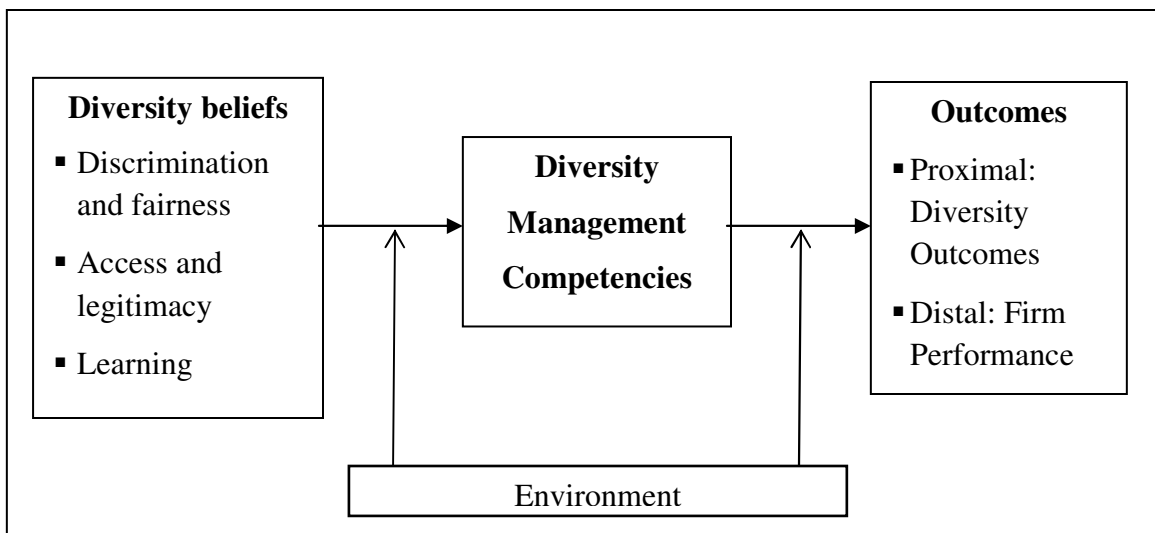 Diversity beliefs
▪ Discrimination
and fairness
▪ Access and
legitimacy
▪ Learning
Diversity
Management
Competencies
Outcomes
▪ Proximal:
Diversity
Outcomes
▪ Distal: Firm
Performance
Environment